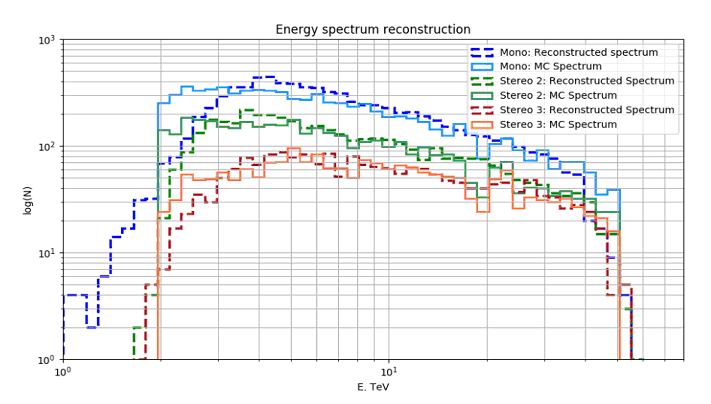 Energy spectrum reconstruction
Mono: Reconstructed spectrum
Mono: MC Spectrum
Stereo 2: Reconstructed Spectrum
Stereo 2: MC Spectrum
Stereo 3: Reconstructed Spectrum
Stereo 3: MC Spectrum
log(N)
10³
10²
10¹
10⁰
10⁰
10¹
E. TeV